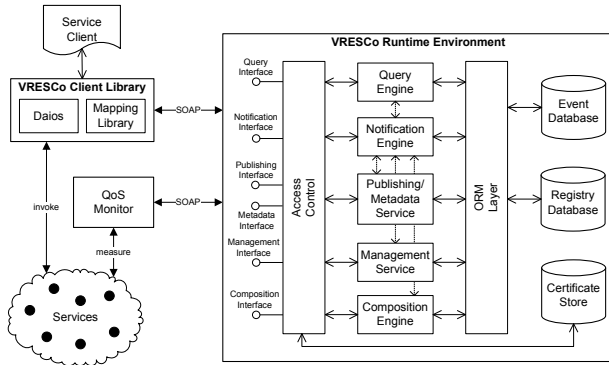 Service
Client
VRESCo Client Library
Daios
Mapping
Library
SOAP
invoke
QoS
Monitor
SOAP
measure
Services
VRESCo Runtime Environment
Query
Interface
Notification
Interface
Publishing
Interface
Metadata
Interface
Management
Interface
Composition
Interface
Access
Control
Query
Engine
Notification
Engine
Publishing/
Metadata
Service
Management
Service
Composition
Engine
ORM
Layer
Event
Database
Registry
Database
Certificate
Store